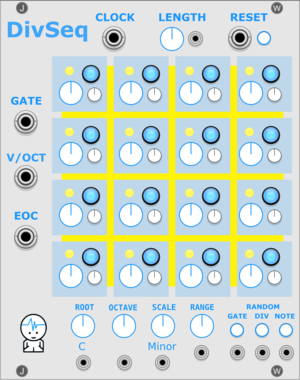 J
W
CLOCK
LENGTH
RESET
DivSeq
GATE
V/OCT
EOC
ROOT
OCTAVE
SCALE
RANGE
RANDOM
GATE
DIV
NOTE
C
Minor
J
W